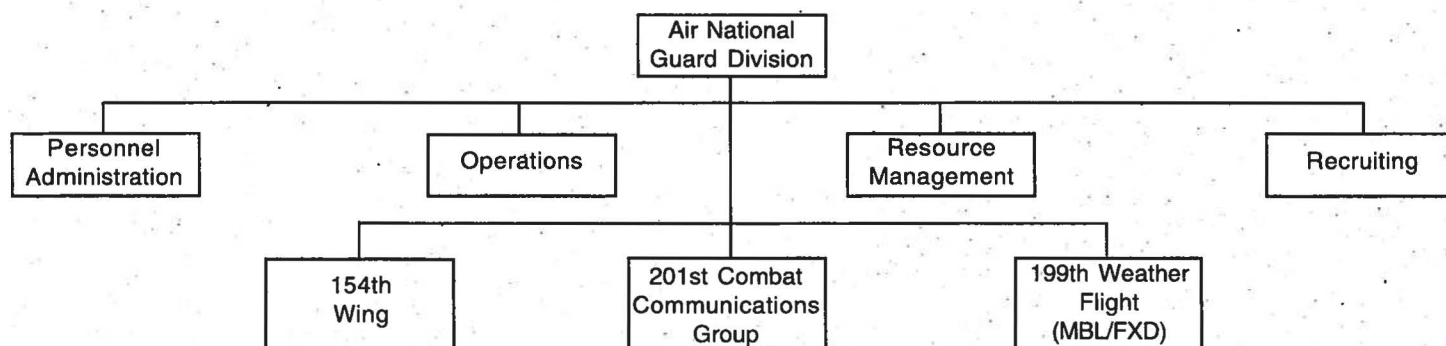 Air National
Guard Division
Personnel
Administration
Operations
Resource
Management
Recruiting
154th
Wing
201st Combat
Communications
Group
199th Weather
Flight
(MBL/FXD)